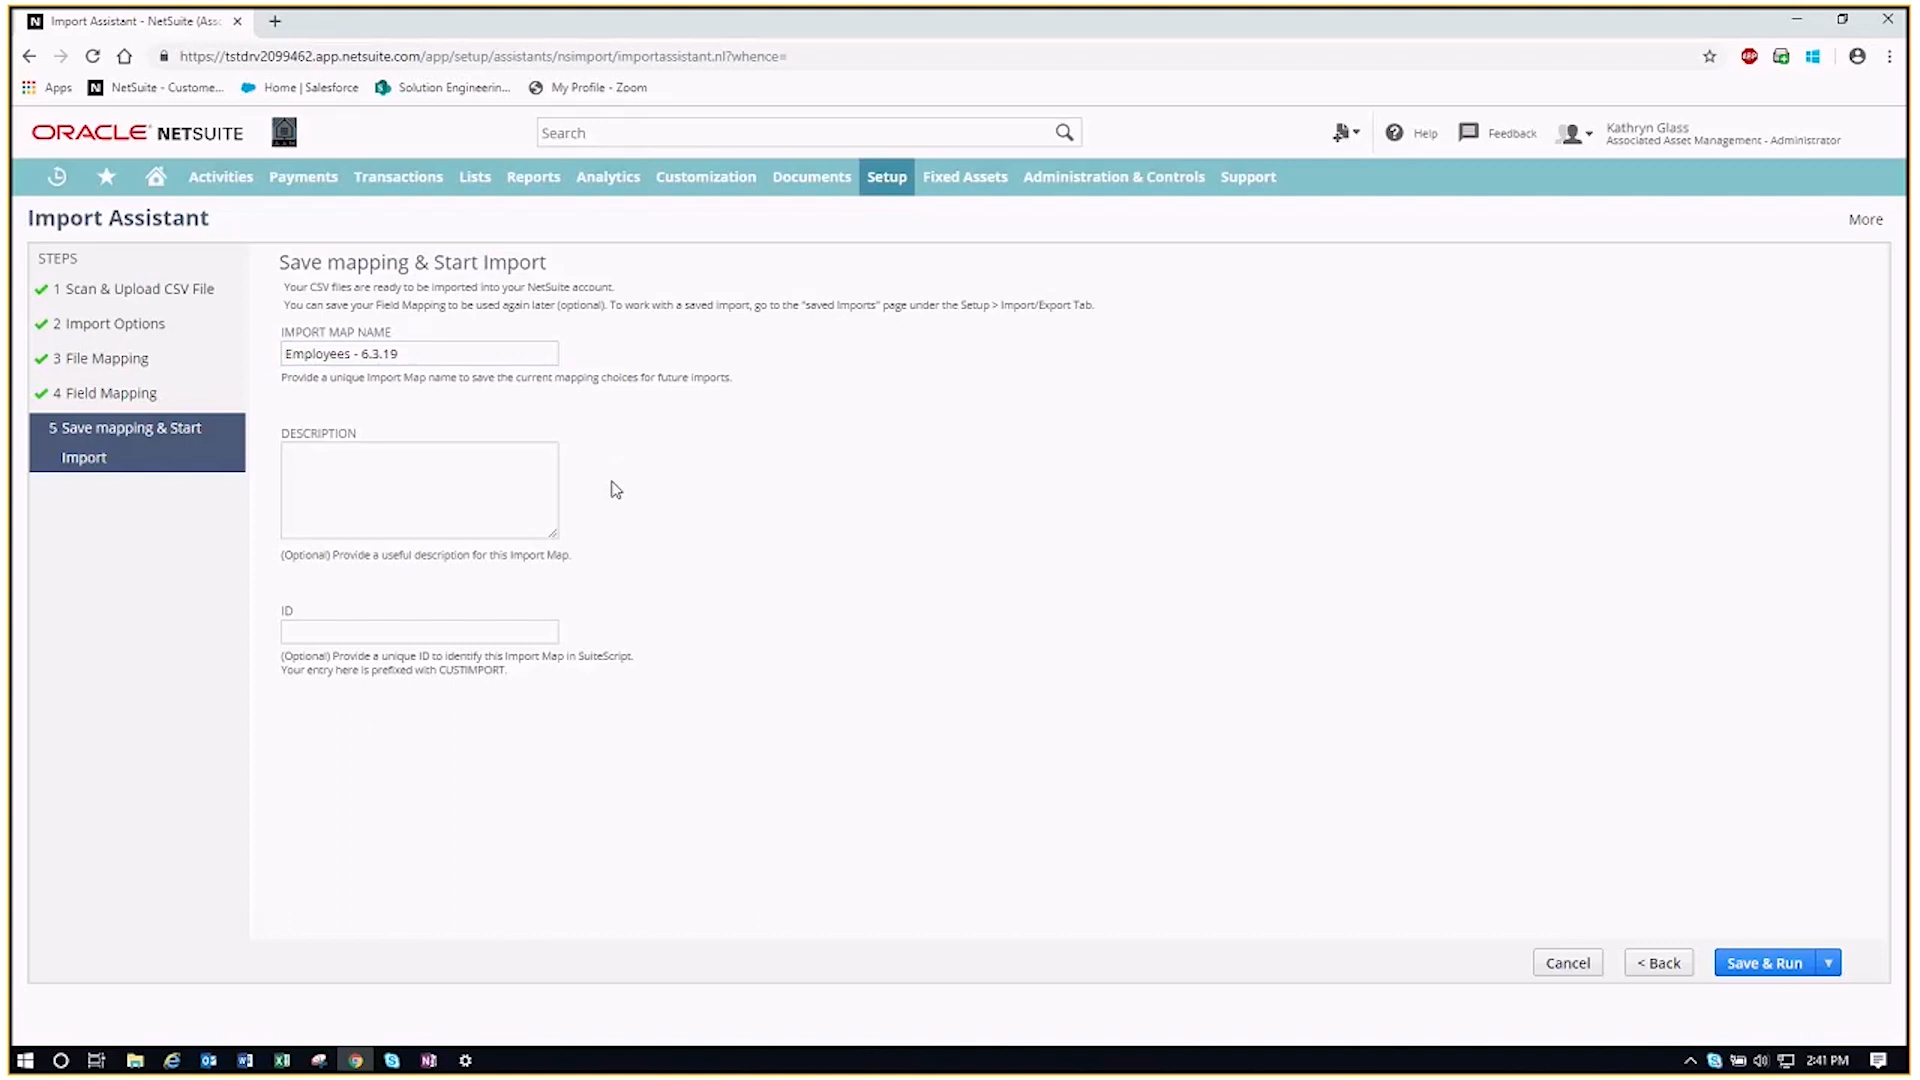 Import Assistant - NetSuite (Asso
https://tstdrv2099462.app.netsuite.com/app/setup/assistants/nsimport/importassistant.nl?whence=
Apps
NetSuite - Custome...
Home | Salesforce
Solution Engineerin...
My Profile - Zoom
ORACLE NETSUITE
Search
Help
Feedback
Kathryn Glass
Associated Asset Management - Administrator
Activities
Payments
Transactions
Lists
Reports
Analytics
Customization
Documents
Setup
Fixed Assets
Administration & Controls
Support
Import Assistant
More
STEPS
1 Scan & Upload CSV File
2 Import Options
3 File Mapping
4 Field Mapping
5 Save mapping & Start
Import
Save mapping & Start Import
Your CSV files are ready to be imported into your NetSuite account.
You can save your Field Mapping to be used again later (optional). To work with a saved import, go to the "saved Imports" page under the Setup > Import/Export Tab.
IMPORT MAP NAME
Employees - 6.3.19
Provide a unique Import Map name to save the current mapping choices for future imports.
DESCRIPTION
(Optional) Provide a useful description for this Import Map.
ID
(Optional) Provide a unique ID to identify this Import Map in SuiteScript.
Your entry here is prefixed with CUSTIMPORT.
Cancel
< Back
Save & Run
2:41 PM